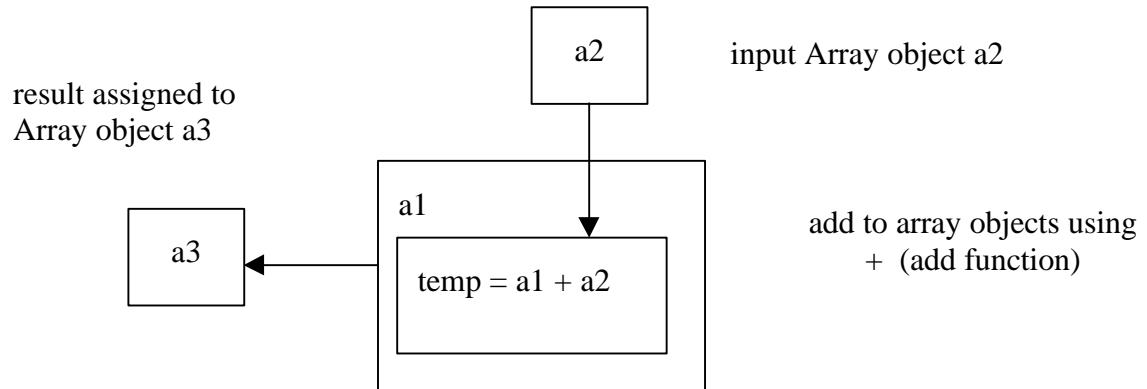 a2
input Array object a2
result assigned to
Array object a3
a1
a3
temp = a1 + a2
add to array objects using
+ (add function)